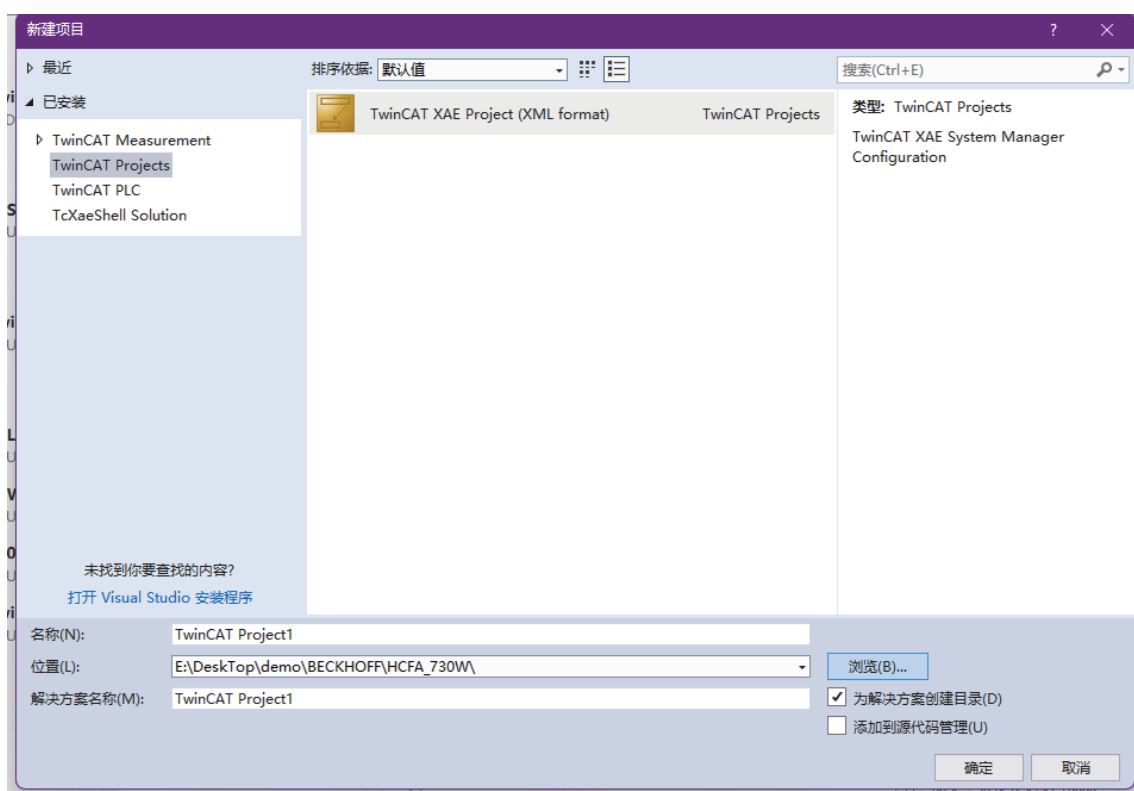 新建项目
最近
排序依据: 默认值
搜索(Ctrl+E)
已安装
TwinCAT Measurement
TwinCAT Projects
TwinCAT PLC
TcXaeShell Solution
TwinCAT XAE Project (XML format) TwinCAT Projects
类型: TwinCAT Projects
TwinCAT XAE System Manager
Configuration
未找到你要查找的内容?
打开 Visual Studio 安装程序
名称(N): TwinCAT Project1
位置(L): E:\DeskTop\demo\BECKHOFF\HCFA_730W\ 浏览(B)...
解决方案名称(M): TwinCAT Project1
为解决方案创建目录(D)
添加到源代码管理(U)
确定 取消